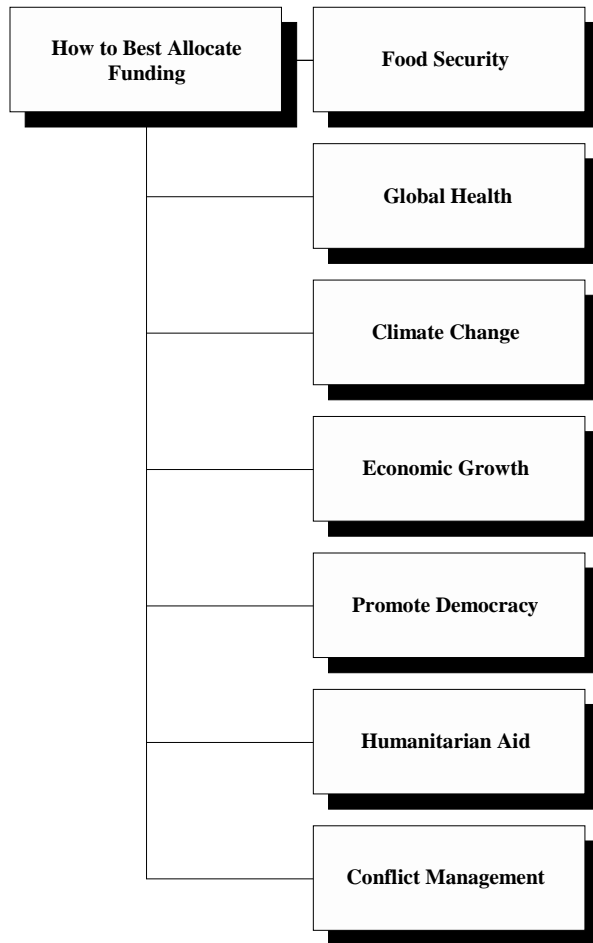 How to Best Allocate
Funding
Food Security
Global Health
Climate Change
Economic Growth
Promote Democracy
Humanitarian Aid
Conflict Management